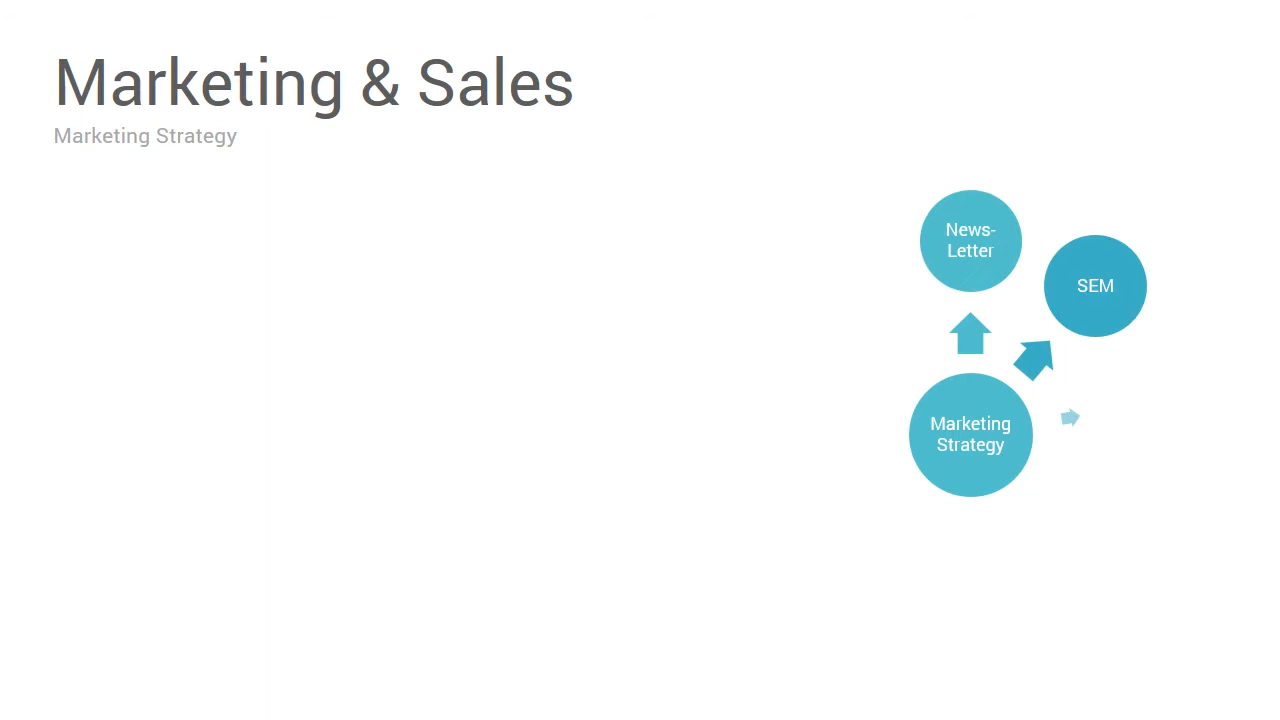 Marketing & Sales
Marketing Strategy
News-
Letter
SEM
Marketing
Strategy